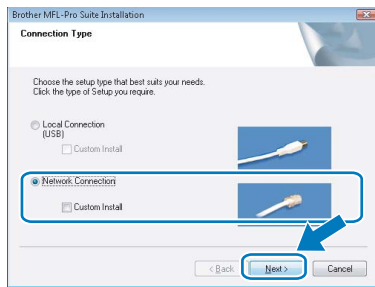 Brother MFL-Pro Suite Installation
Connection Type
Choose the setup type that best suits your needs.
Click the type of Setup you require.
Local Connection
(USB)
Custom Install
Network Connection
Custom Install
< Back
Next >
Cancel